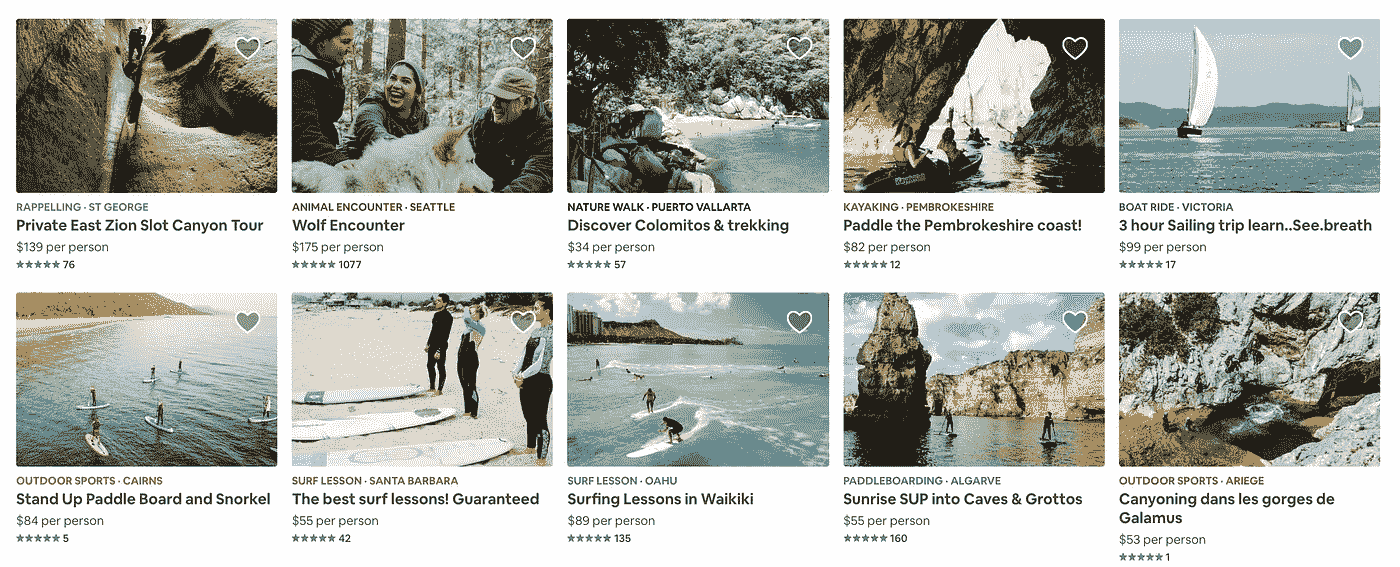 RAPPELLING · ST GEORGE
Private East Zion Slot Canyon Tour
$139 per person
★★★★★ 76
ANIMAL ENCOUNTER · SEATTLE
Wolf Encounter
$175 per person
★★★★★ 1077
NATURE WALK · PUERTO VALLARTA
Discover Colomitos & trekking
$34 per person
★★★★★ 57
KAYAKING · PEMBROKESHIRE
Paddle the Pembrokeshire coast!
$82 per person
★★★★★ 12
BOAT RIDE · VICTORIA
3 hour Sailing trip learn..See.breath
$99 per person
★★★★★ 17
OUTDOOR SPORTS · CAIRNS
Stand Up Paddle Board and Snorkel
$84 per person
★★★★★ 5
SURF LESSON · SANTA BARBARA
The best surf lessons! Guaranteed
$55 per person
★★★★★ 42
SURF LESSON · OAHU
Surfing Lessons in Waikiki
$89 per person
★★★★★ 135
PADDLEBOARDING · ALGARVE
Sunrise SUP into Caves & Grottos
$55 per person
★★★★★ 160
OUTDOOR SPORTS · ARIEGE
Canyoning dans les gorges de
Galamus
$53 per person
★★★★★ 1